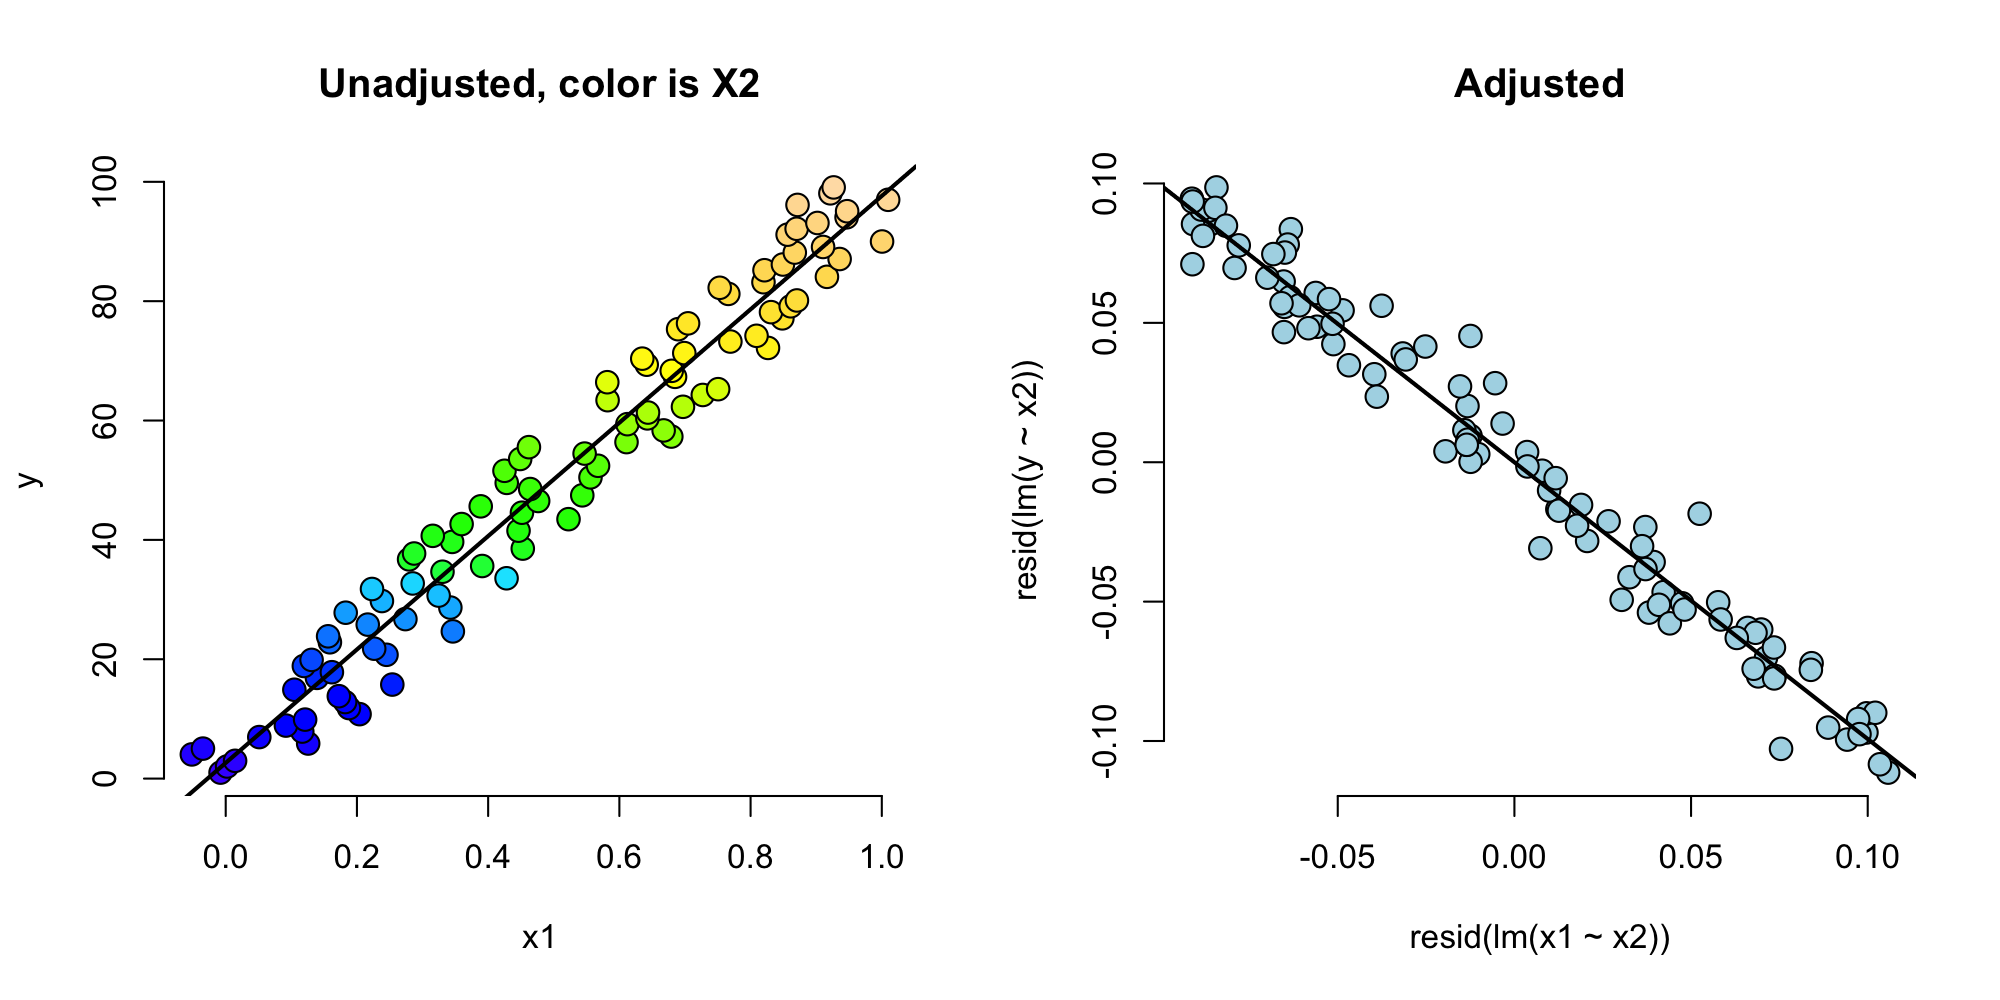 Unadjusted, color is X2
y
100
80
60
40
20
0
0.0 0.2 0.4 0.6 0.8 1.0
x1
Adjusted
resid(lm(y ~ x2))
0.10
0.05
0.00
-0.05
-0.10
-0.05 0.00 0.05 0.10
resid(lm(x1 ~ x2))